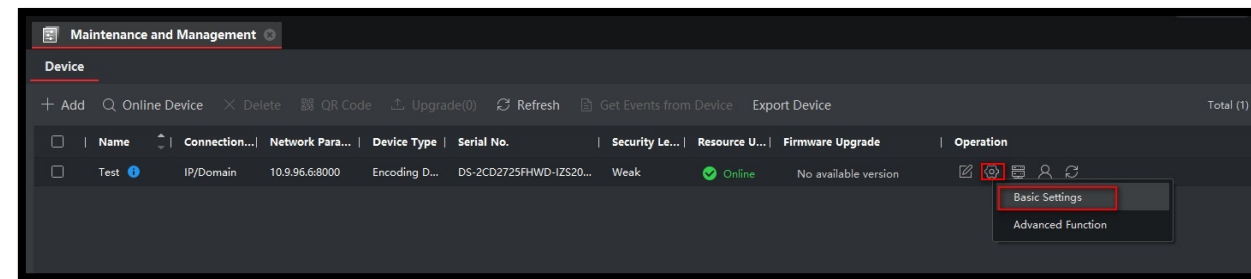 Maintenance and Management
Device
Add Online Device Delete QR Code Upgrade(0) Refresh Get Events from Device Export Device Total (1)
Name Connection... Network Para... Device Type Serial No. Security Le... Resource U... Firmware Upgrade Operation
Test IP/Domain 10.9.96.6:8000 Encoding D... DS-2CD2725FHWD-IZS20... Weak Online No available version
Basic Settings
Advanced Function